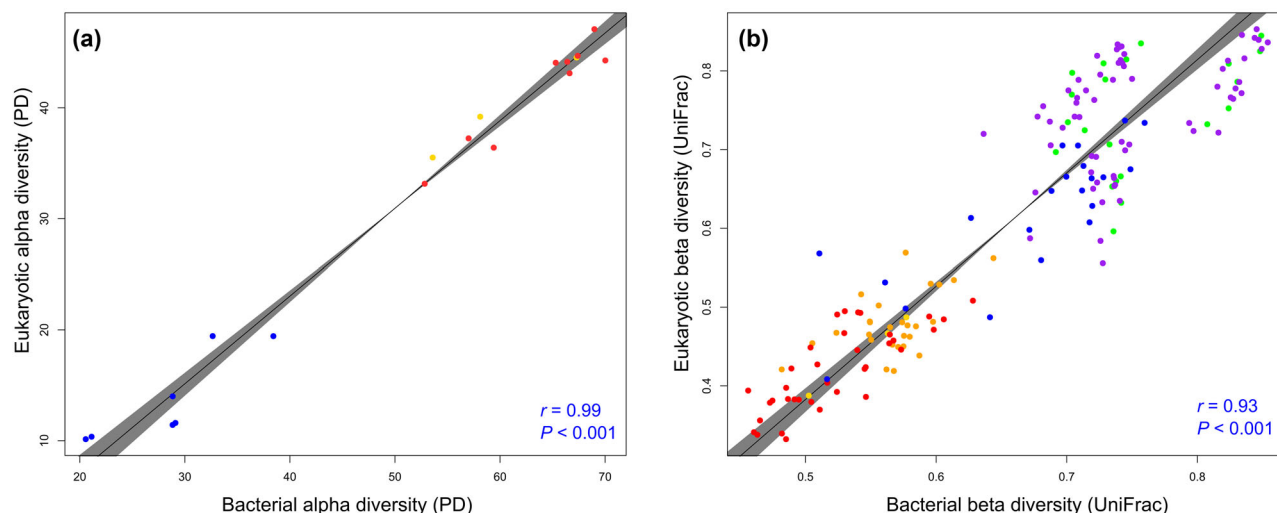 (a)
Eukaryotic alpha diversity (PD)
40
30
20
10
r = 0.99
P < 0.001
20 30 40 50 60 70
Bacterial alpha diversity (PD)
(b)
Eukaryotic beta diversity (UniFrac)
0.8
0.7
0.6
0.5
0.4
r = 0.93
P < 0.001
0.5 0.6 0.7 0.8
Bacterial beta diversity (UniFrac)